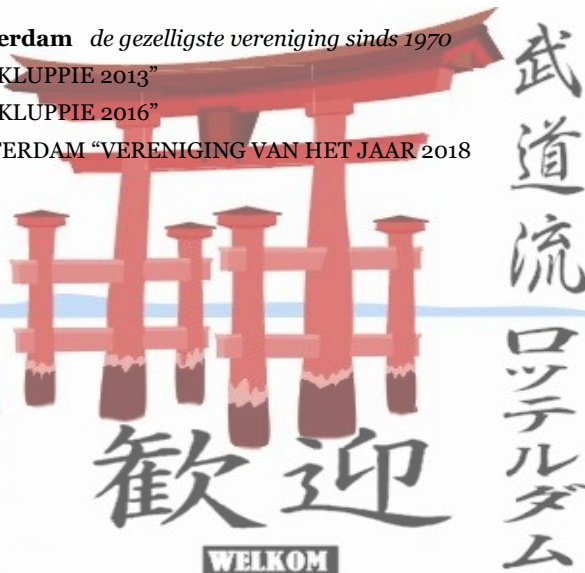 erdam de gezelligste vereniging sinds 1970
KLUPPIE 2013”
KLUPPIE 2016”
TERDAM “VERENIGING VAN HET JAAR 2018
武道流ロッテルダム
歓迎
WELKOM